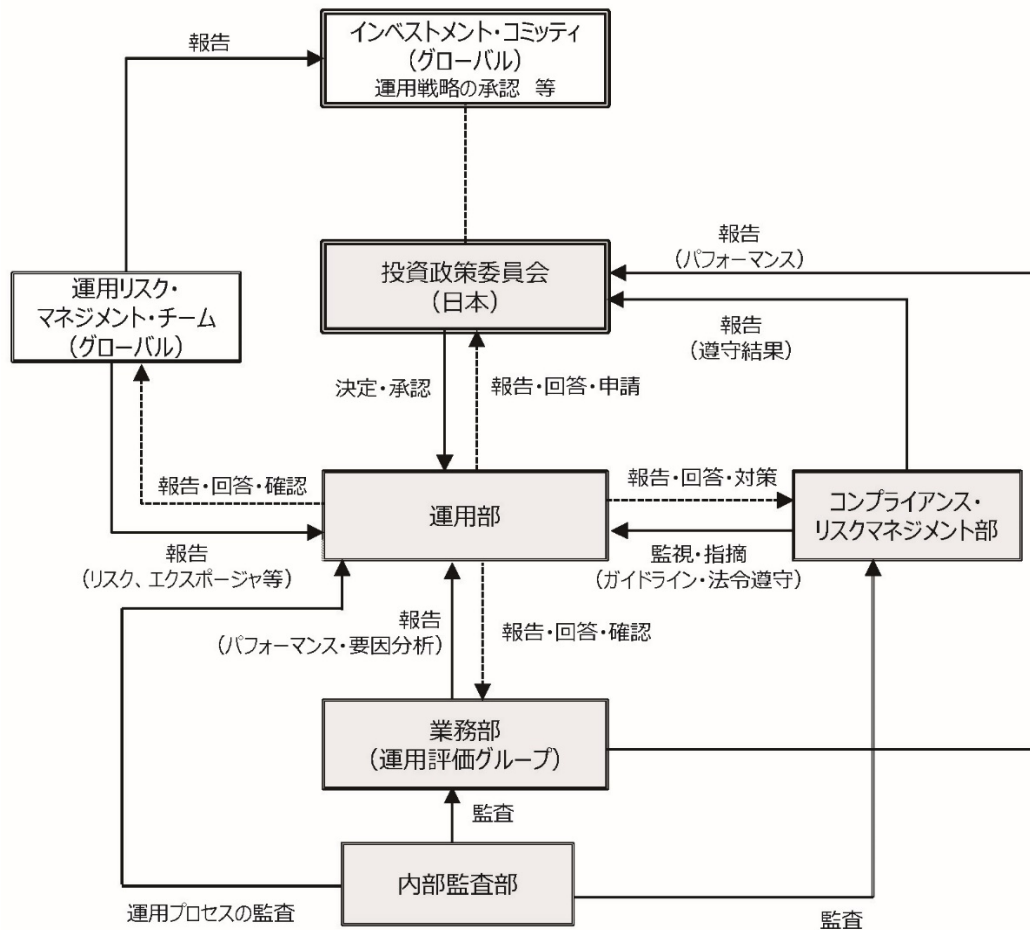 報告
インベストメント・コミッティ
（グローバル）
運用戦略の承認 等
報告
（パフォーマンス）
投資政策委員会
（日本）
運用リスク・
マネジメント・チーム
（グローバル）
報告
（遵守結果）
決定・承認
報告・回答・申請
報告・回答・確認
運用部
報告・回答・対策
コンプライアンス・
リスクマネジメント部
報告
（リスク、エクスポージャ等）
監視・指摘
（ガイドライン・法令遵守）
報告
（パフォーマンス・要因分析）
報告・回答・確認
業務部
（運用評価グループ）
監査
内部監査部
運用プロセスの監査
監査